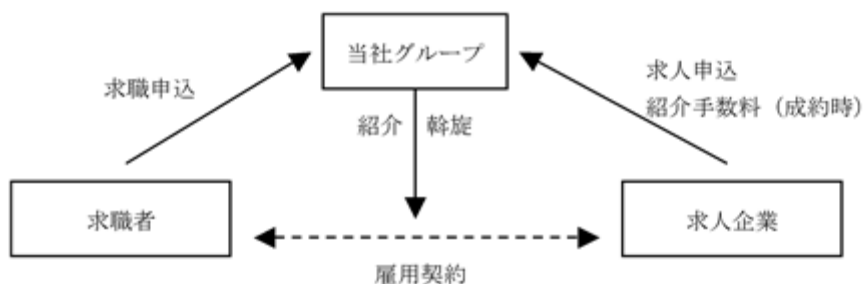 当社グループ
求職申込
求人申込
紹介手数料（成約時）
紹介 斡旋
求職者
求人企業
雇用契約